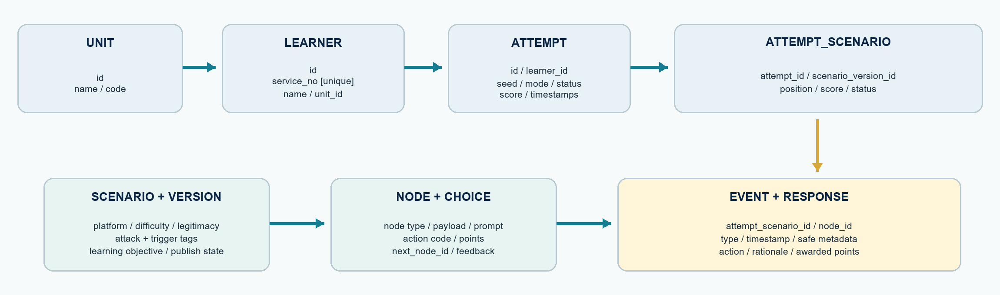 UNIT
id
name / code
LEARNER
id
service_no [unique]
name / unit_id
ATTEMPT
id / learner_id
seed / mode / status
score / timestamps
ATTEMPT_SCENARIO
attempt_id / scenario_version_id
position / score / status
SCENARIO + VERSION
platform / difficulty / legitimacy
attack + trigger tags
learning objective / publish state
NODE + CHOICE
node type / payload / prompt
action code / points
next_node_id / feedback
EVENT + RESPONSE
attempt_scenario_id / node_id
type / timestamp / safe metadata
action / rationale / awarded points